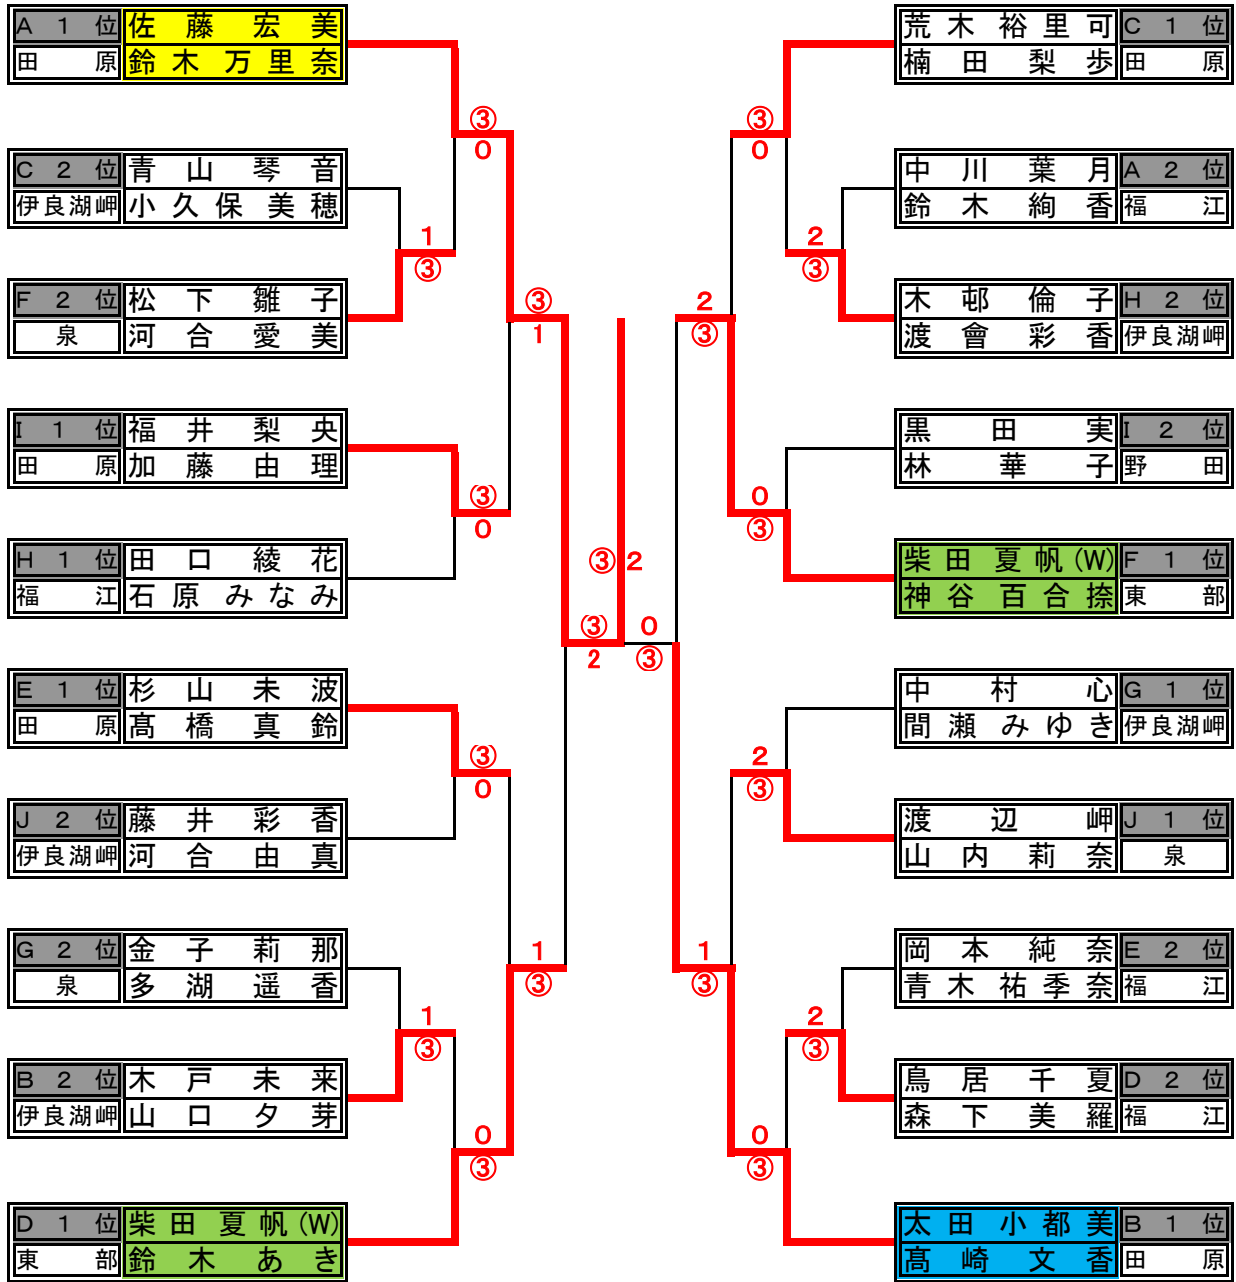 A 1 位 佐藤宏美
田原 鈴木万里奈
③
0
C 2 位 青山琴音
伊良湖岬 小久保美穂
1
③
F 2 位 松下雛子
泉 河合愛美
③
1
I 1 位 福井梨央
田原 加藤由理
③
0
H 1 位 田口綾花
福江 石原みなみ
③
2
E 1 位 杉山未波
田原 髙橋真鈴
③
0
J 2 位 藤井彩香
伊良湖岬 河合由真
G 2 位 金子莉那
泉 多湖遥香
1
③
1
③
B 2 位 木戸未来
伊良湖岬 山口夕芽
0
③
D 1 位 柴田夏帆(W)
東部 鈴木あき
③ 2
荒木裕里可 C 1 位
楠田梨歩 田原
③
0
中川葉月 A 2 位
鈴木絢香 福江
2
③
木邨倫子 H 2 位
渡會彩香 伊良湖岬
2
③
黒田実 I 2 位
林華子 野田
0
③
柴田夏帆(W) F 1 位
神谷百合捺 東部
0
③
中村心 G 1 位
間瀬みゆき 伊良湖岬
2
③
渡辺岬 J 1 位
山内莉奈 泉
岡本純奈 E 2 位
青木祐季奈 福江
1
③
2
③
鳥居千夏 D 2 位
森下美羅 福江
0
③
太田小都美 B 1 位
髙崎文香 田原